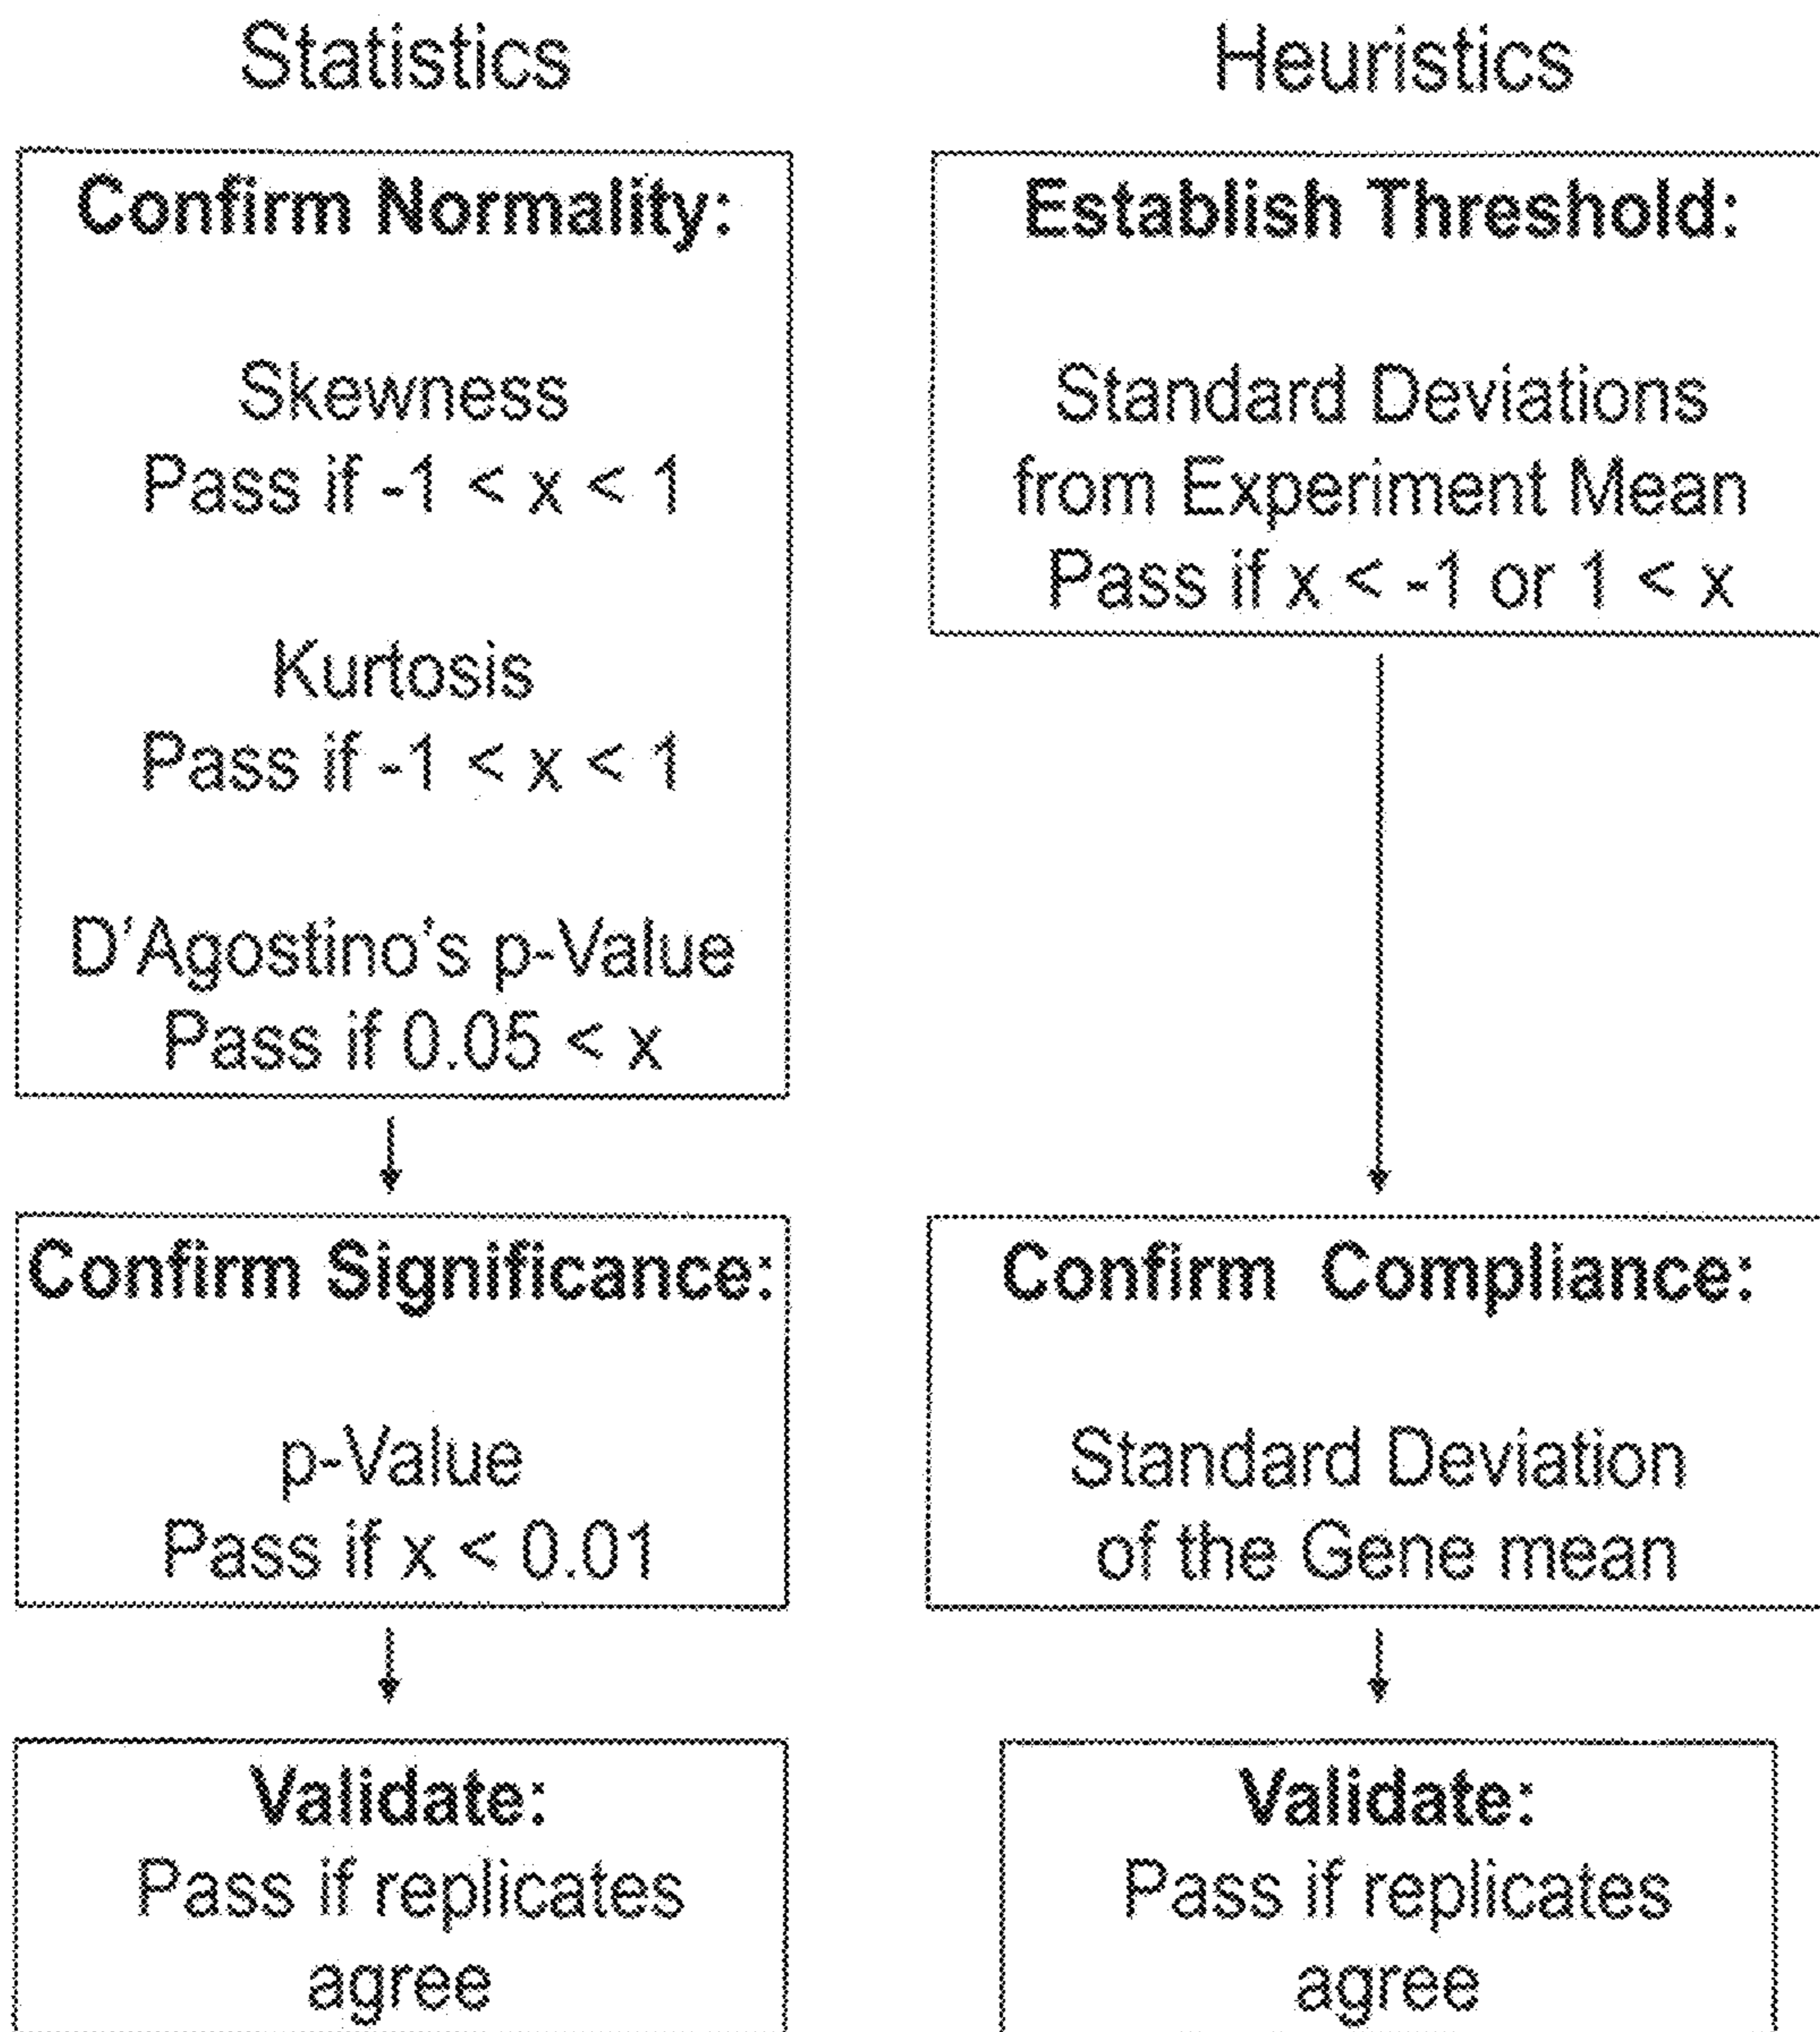 Statistics
Confirm Normality:
Skewness
Pass if -1 < x < 1
Kurtosis
Pass if -1 < x < 1
D'Agostino's p-Value
Pass if 0.05 < x
Confirm Significance:
p-Value
Pass if x < 0.01
Validate:
Pass if replicates
agree
Heuristics
Establish Threshold:
Standard Deviations
from Experiment Mean
Pass if x < -1 or 1 < x
Confirm Compliance:
Standard Deviation
of the Gene mean
Validate:
Pass if replicates
agree